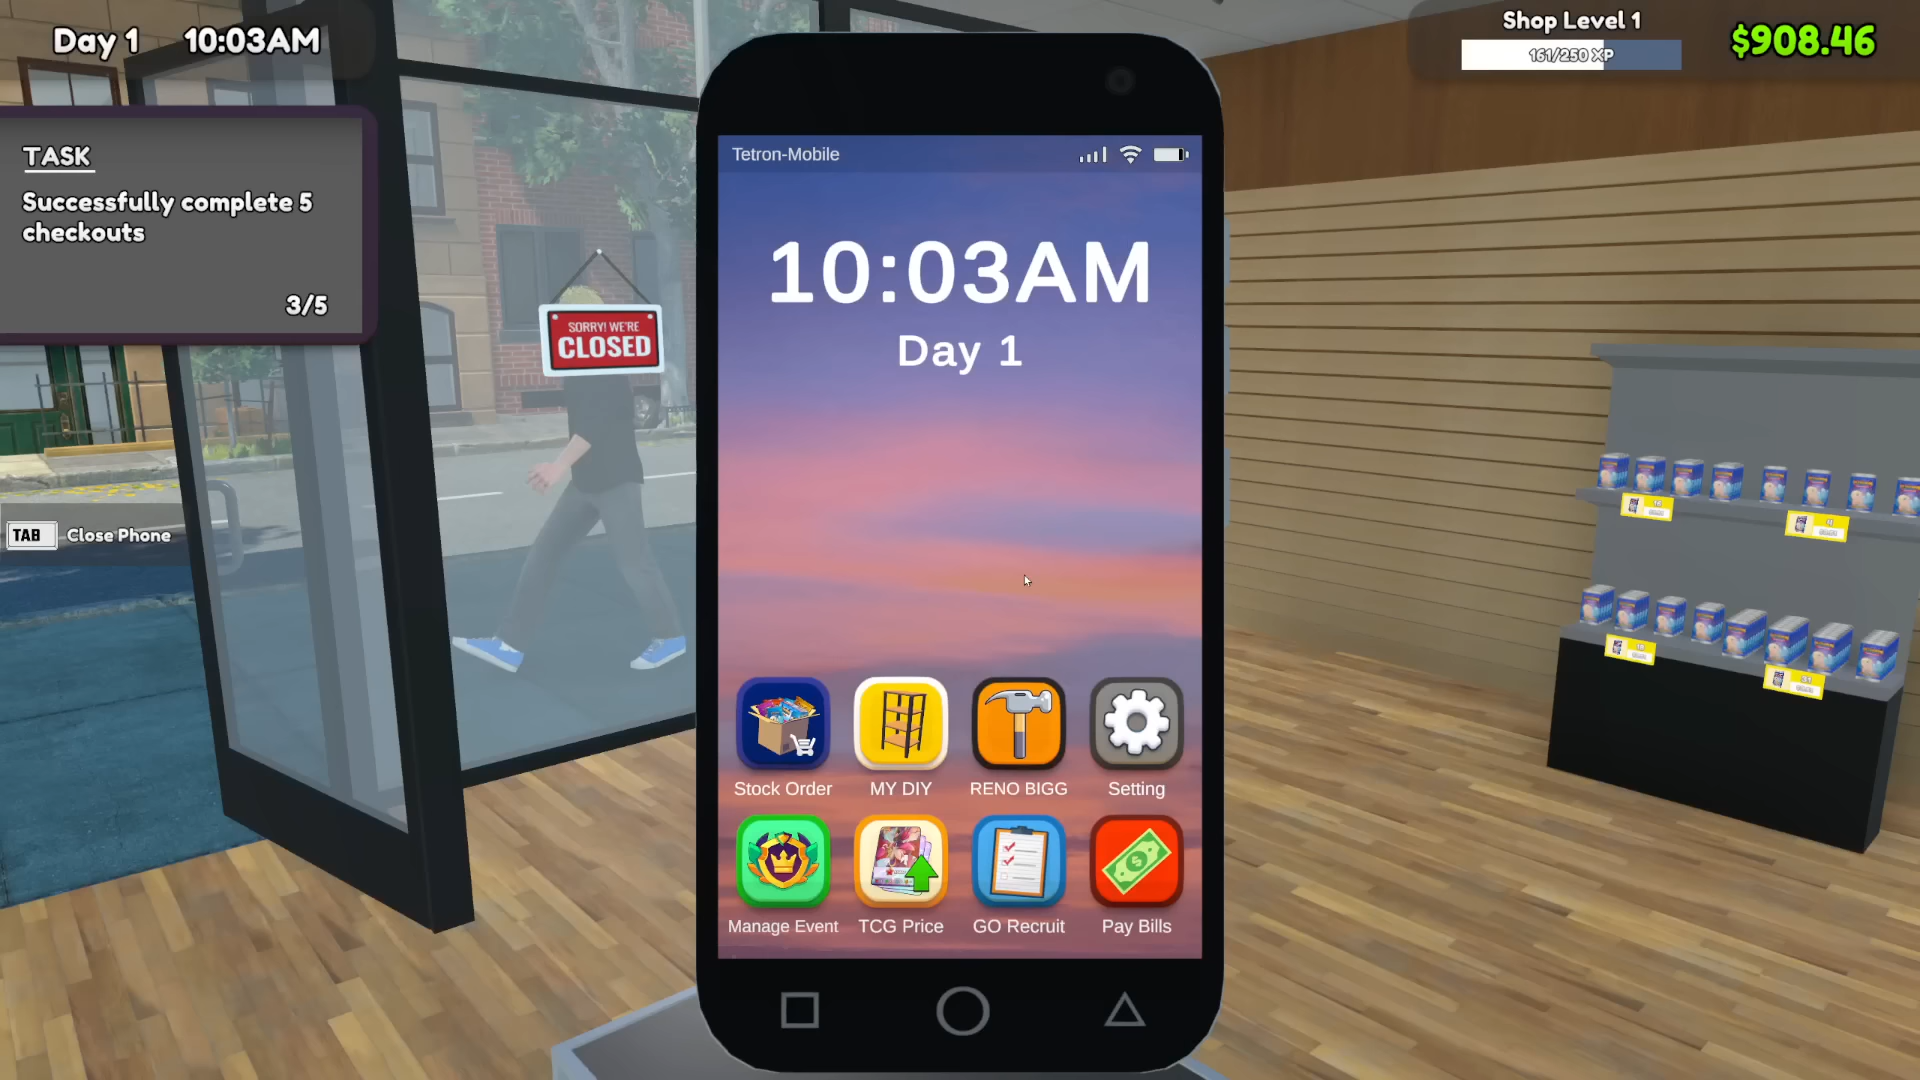 Day 1 10:03AM
Shop Level 1
161/250 XP
$908.46
TASK
Successfully complete 5
checkouts
3/5
SORRY! WE'RE
CLOSED
TAB Close Phone
Tetron-Mobile
10:03AM
Day 1
Stock Order MY DIY RENO BIGG Setting
Manage Event TCG Price GO Recruit Pay Bills